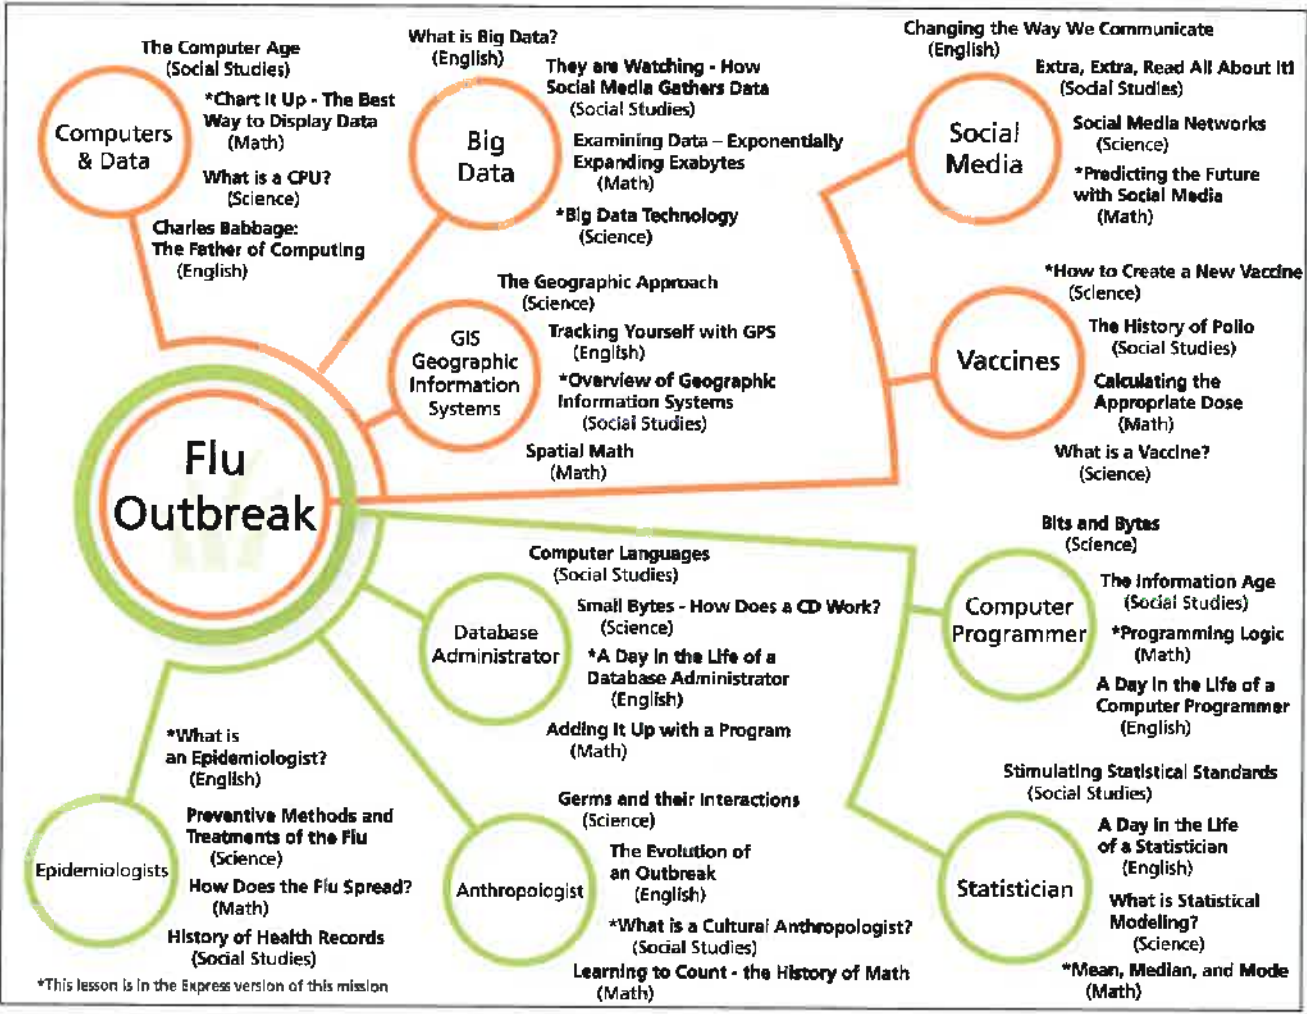 The Computer Age
(Social Studies)
*Chart It Up - The Best
Way to Display Data
(Math)
Computers
& Data
What is a CPU?
(Science)
Charles Babbage:
The Father of Computing
(English)
What is Big Data?
(English)
They are Watching - How
Social Media Gathers Data
(Social Studies)
Big
Data
Examining Data – Exponentially
Expanding Exabytes
(Math)
*Big Data Technology
(Science)
Changing the Way We Communicate
(English)
Extra, Extra, Read All About It!
(Social Studies)
Social
Media
Social Media Networks
(Science)
*Predicting the Future
with Social Media
(Math)
The Geographic Approach
(Science)
GIS
Geographic
Information
Systems
Tracking Yourself with GPS
(English)
*Overview of Geographic
Information Systems
(Social Studies)
Spatial Math
(Math)
*How to Create a New Vaccine
(Science)
Vaccines
The History of Polio
(Social Studies)
Calculating the
Appropriate Dose
(Math)
What is a Vaccine?
(Science)
Flu
Outbreak
Computer Languages
(Social Studies)
Small Bytes - How Does a CD Work?
(Science)
Database
Administrator
*A Day in the Life of a
Database Administrator
(English)
Adding It Up with a Program
(Math)
Bits and Bytes
(Science)
The Information Age
(Social Studies)
Computer
Programmer
*Programming Logic
(Math)
A Day in the Life of a
Computer Programmer
(English)
*What is
an Epidemiologist?
(English)
Preventive Methods and
Treatments of the Flu
(Science)
Epidemiologists
How Does the Flu Spread?
(Math)
History of Health Records
(Social Studies)
Germs and their Interactions
(Science)
The Evolution of
an Outbreak
(English)
Anthropologist
*What is a Cultural Anthropologist?
(Social Studies)
Learning to Count - the History of Math
(Math)
Stimulating Statistical Standards
(Social Studies)
A Day in the Life
of a Statistician
(English)
Statistician
What is Statistical
Modeling?
(Science)
*Mean, Median, and Mode
(Math)
*This lesson is in the Express version of this mission